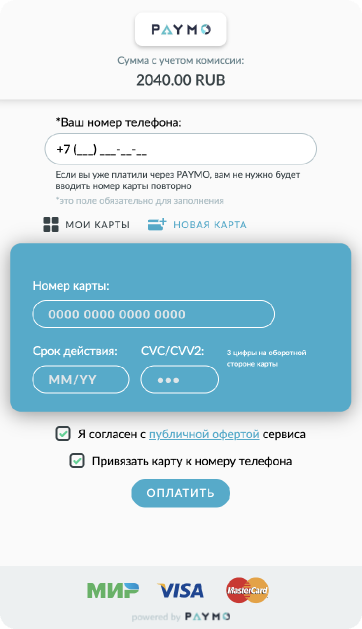 PAYMO
Сумма с учетом комиссии:
2040.00 RUB
*Ваш номер телефона:
+7 (___) ___-__-__
Если вы уже платили через PAYMO, вам не нужно будет
вводить номер карты повторно
*это поле обязательно для заполнения
МОИ КАРТЫ НОВАЯ КАРТА
Номер карты:
0000 0000 0000 0000
Срок действия: CVC/CVV2:
3 цифры на оборотной
стороне карты
MM/YY •••
Я согласен с публичной офертой сервиса
Привязать карту к номеру телефона
ОПЛАТИТЬ
МИР VISA MasterCard
powered by PAYMO